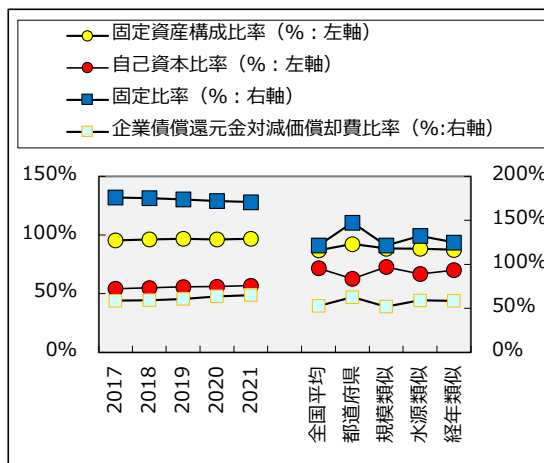 固定資産構成比率（%：左軸）
自己資本比率（%：左軸）
固定比率（%：右軸）
企業債償還元金対減価償却費比率（%:右軸）
150%
100%
50%
0%
200%
150%
100%
50%
0%
2017
2018
2019
2020
2021
全国平均
都道府県
規模類似
水源類似
経年類似